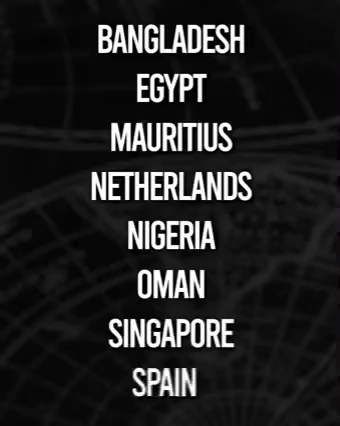 BANGLADESH
EGYPT
MAURITIUS
NETHERLANDS
NIGERIA
OMAN
SINGAPORE
SPAIN